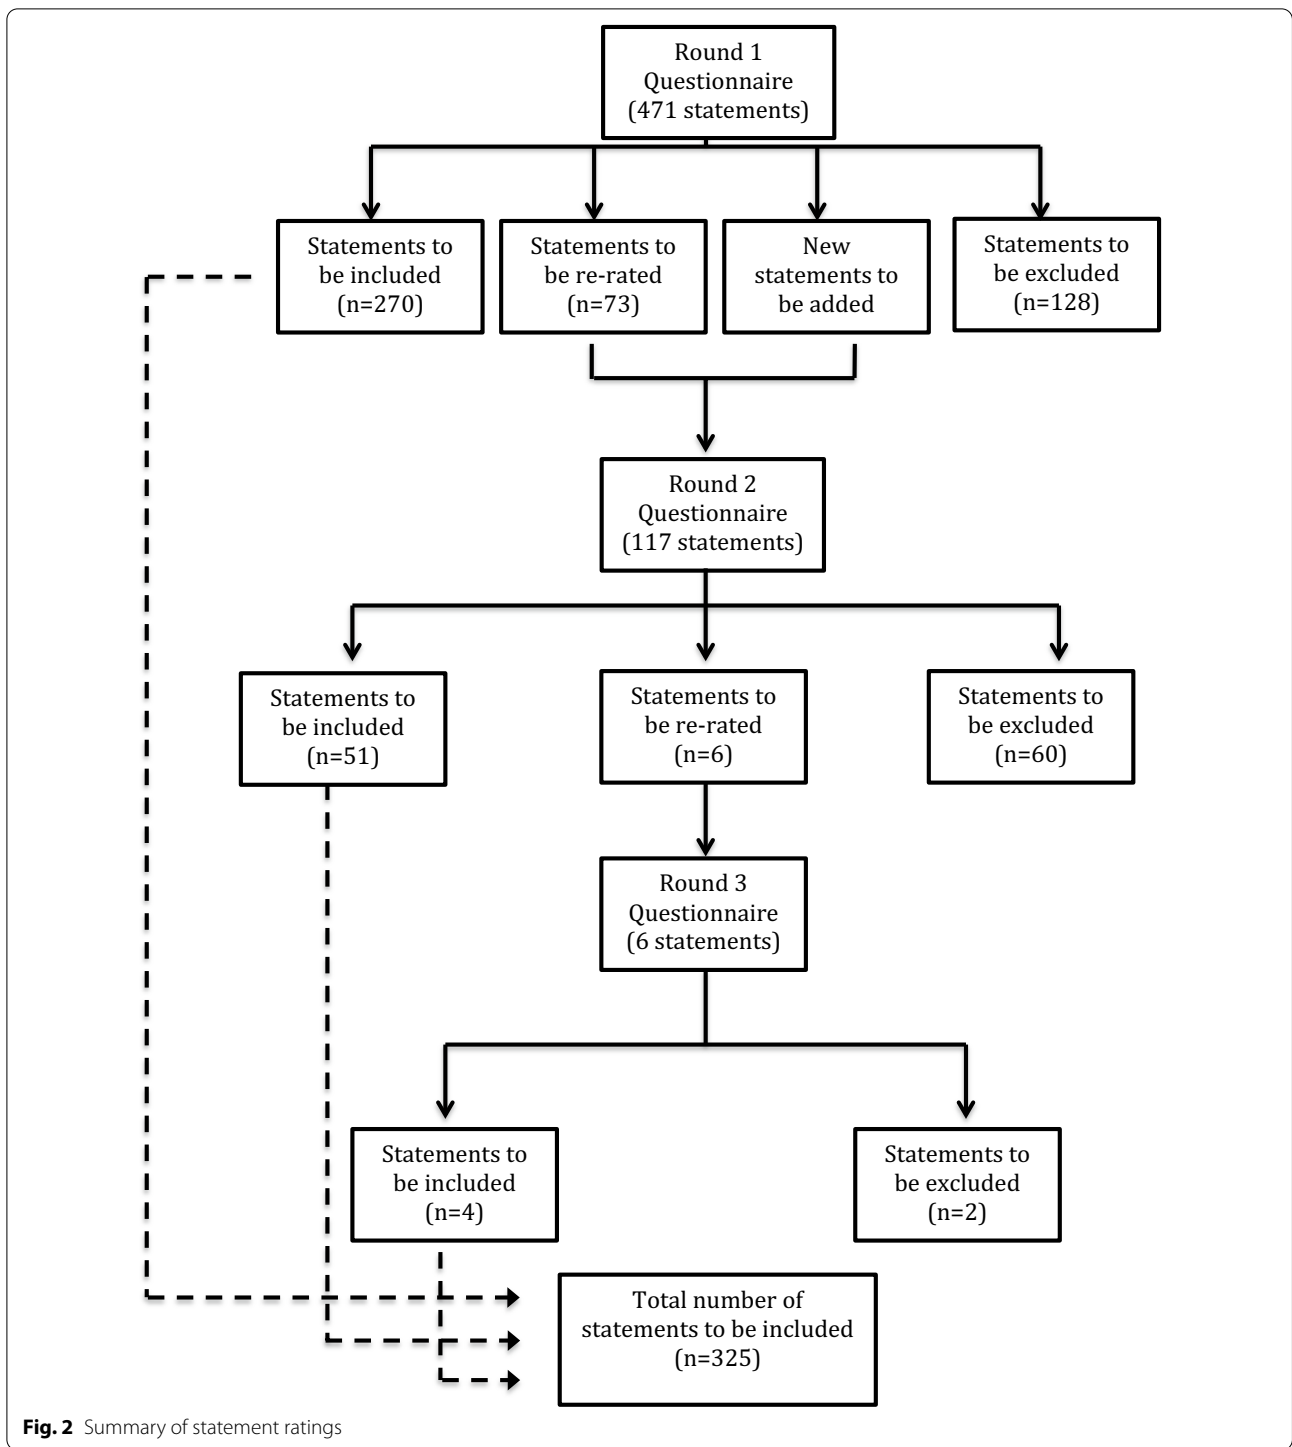 Round 1
Questionnaire
(471 statements)
Statements to
be included
(n=270)
Statements to
be re-rated
(n=73)
New
statements to
be added
Statements to
be excluded
(n=128)
Round 2
Questionnaire
(117 statements)
Statements to
be included
(n=51)
Statements to
be re-rated
(n=6)
Statements to
be excluded
(n=60)
Round 3
Questionnaire
(6 statements)
Statements to
be included
(n=4)
Statements to
be excluded
(n=2)
Total number of
statements to be included
(n=325)
Fig. 2 Summary of statement ratings